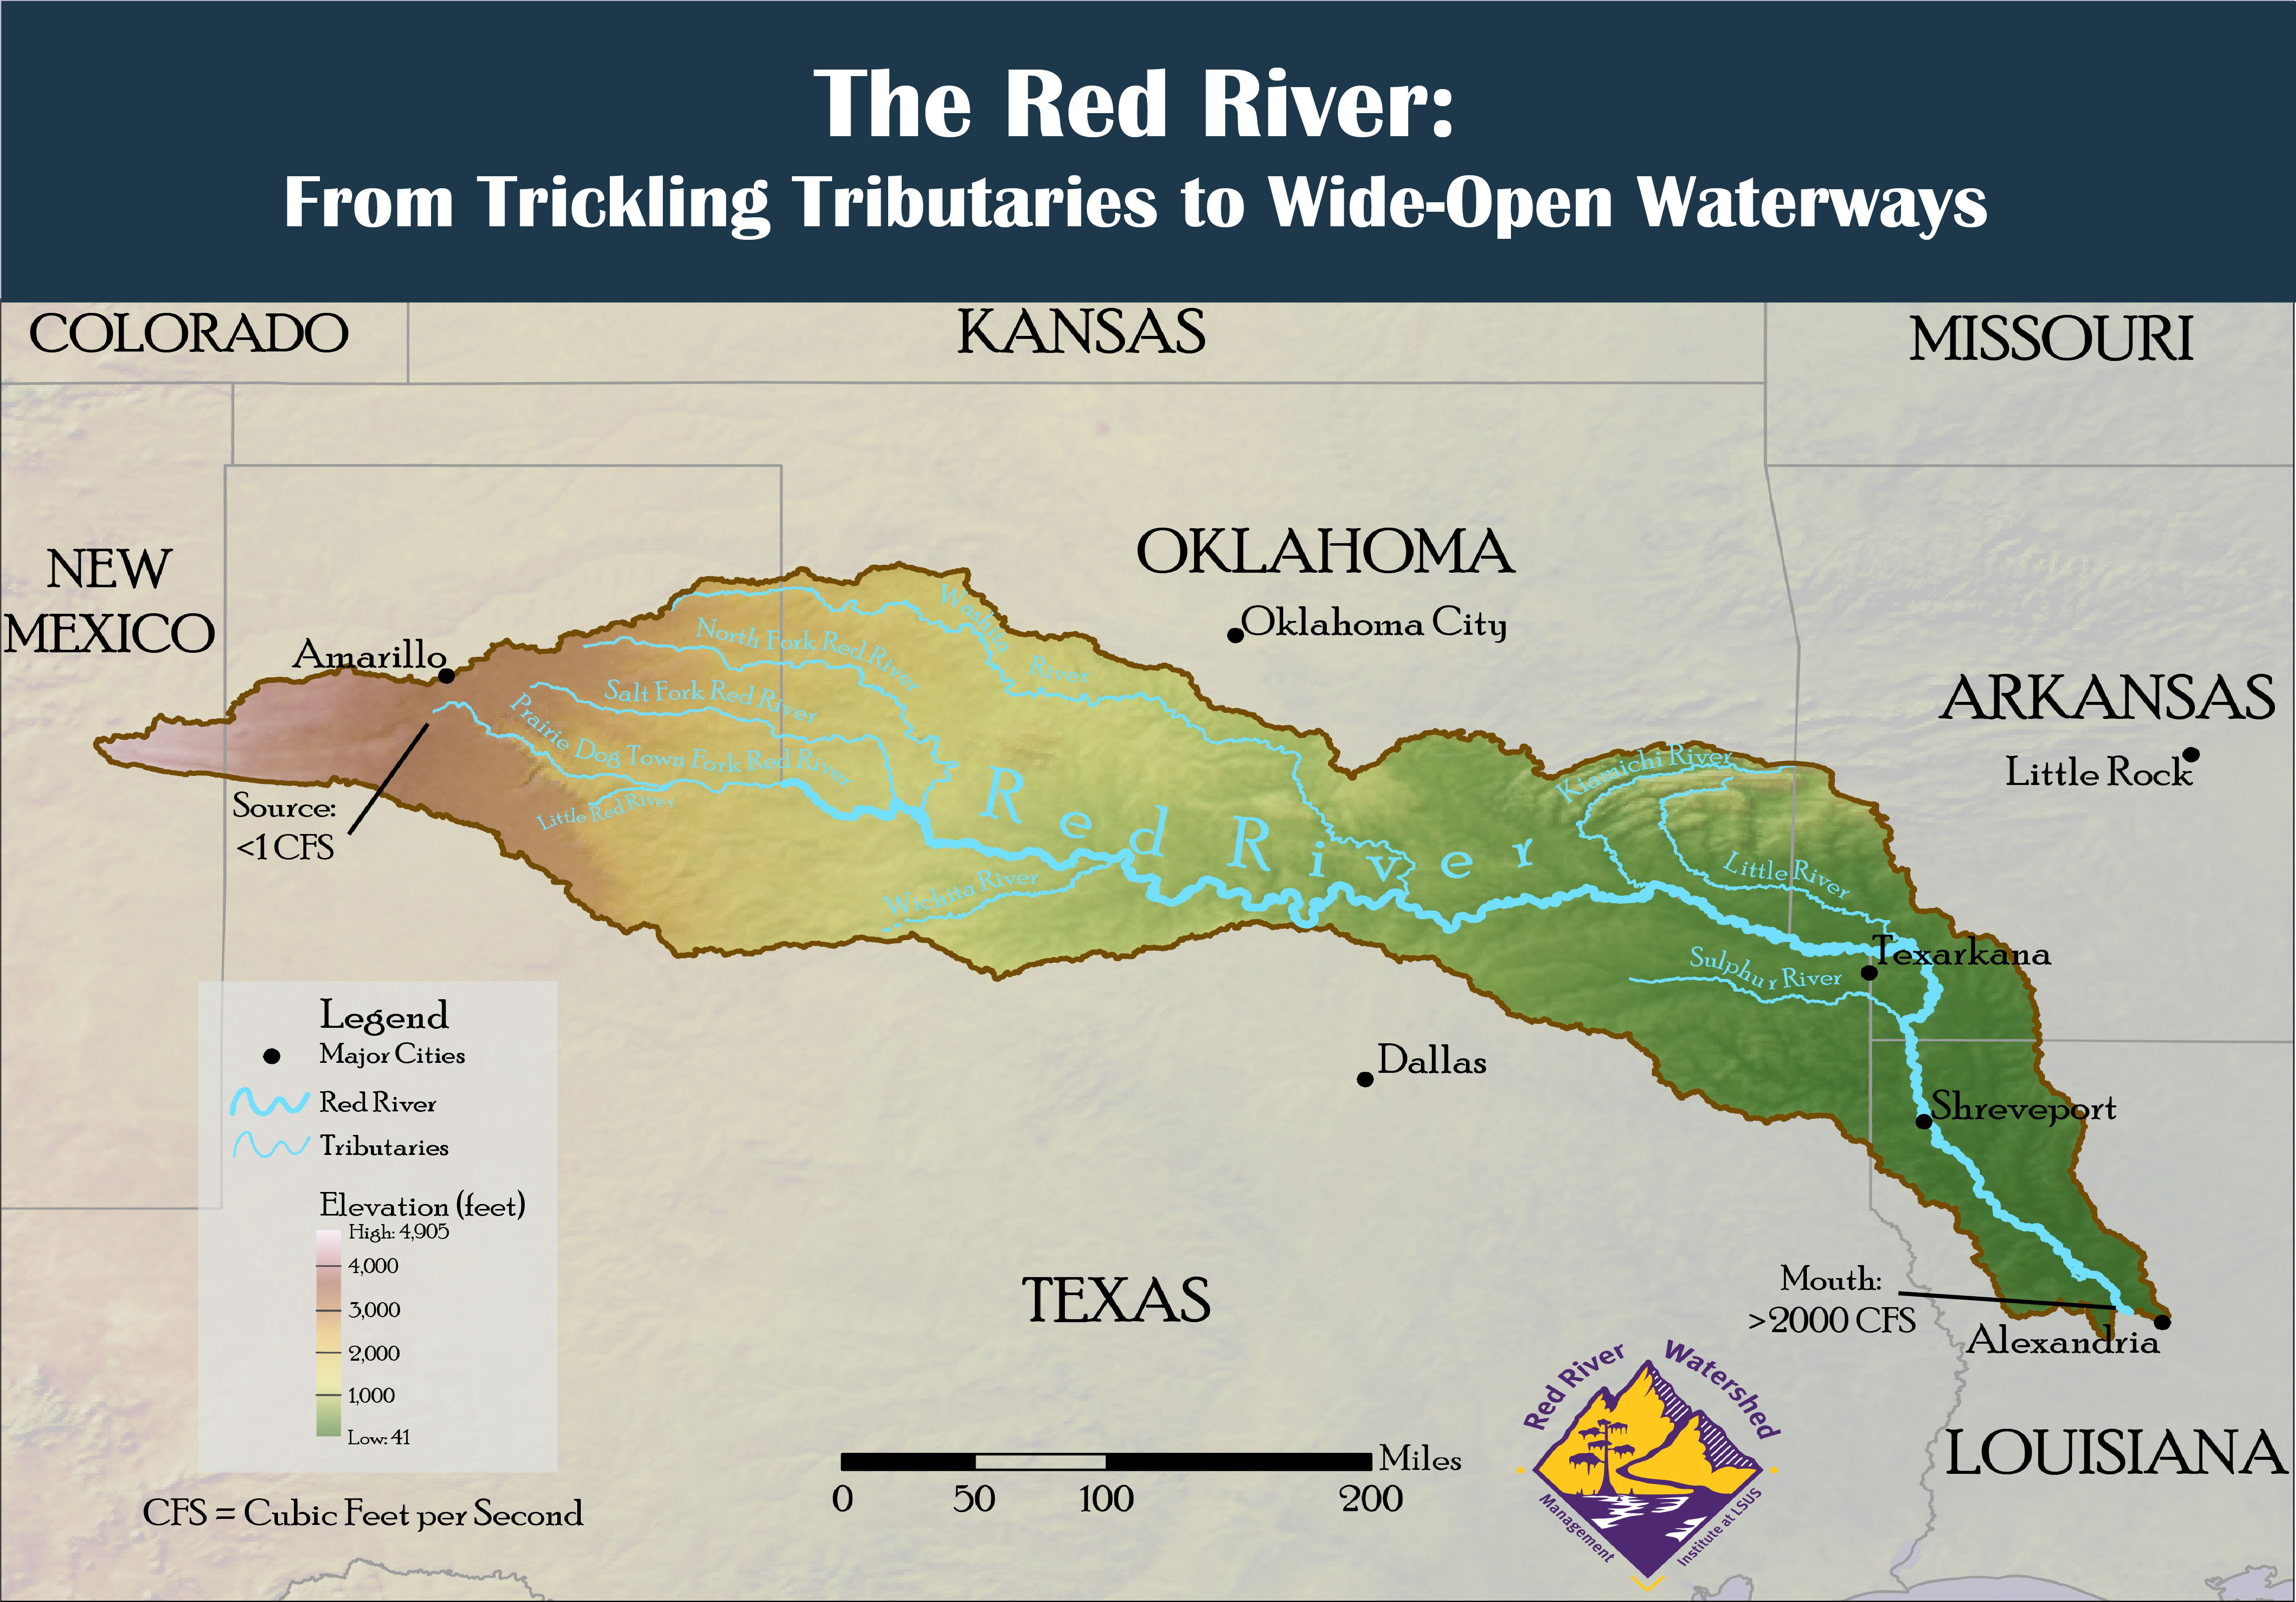 The Red River:
From Trickling Tributaries to Wide-Open Waterways
COLORADO
KANSAS
MISSOURI
NEW
MEXICO
OKLAHOMA
Oklahoma City
Amarillo
Washita
River
North Fork Red River
Salt Fork Red River
Prairie Dog Town Fork Red River
Little Red River
Source:
<1 CFS
Red River
Wichita River
Kiamichi River
Little River
ARKANSAS
Little Rock
Texarkana
Sulphur River
Dallas
Shreveport
Legend
Major Cities
Red River
Tributaries
Elevation (feet)
High: 4,905
4,000
3,000
2,000
1,000
Low: 41
TEXAS
Mouth:
>2000 CFS
Alexandria
LOUISIANA
Miles
0 50 100 200
CFS = Cubic Feet per Second
Red River Watershed
Management Institute at LSUS